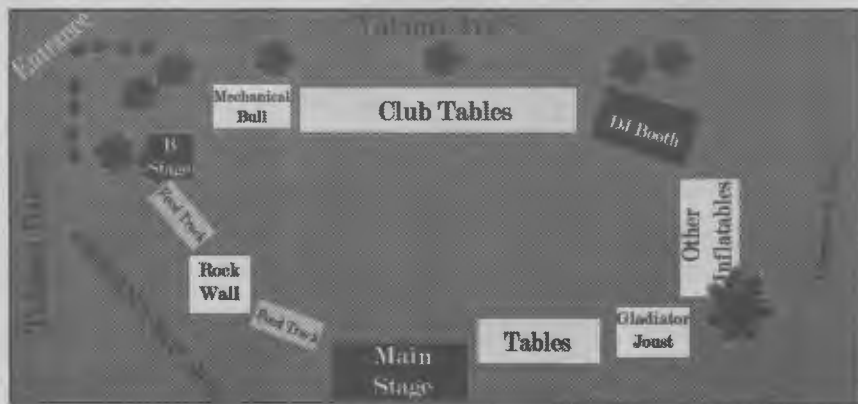 Entrance
Mechanical
Bull
Club Tables
DJ Booth
B
Stage
Food Truck
Other
Inflatables
Rock
Wall
Food Truck
Gladiator
Joust
Tables
Main
Stage